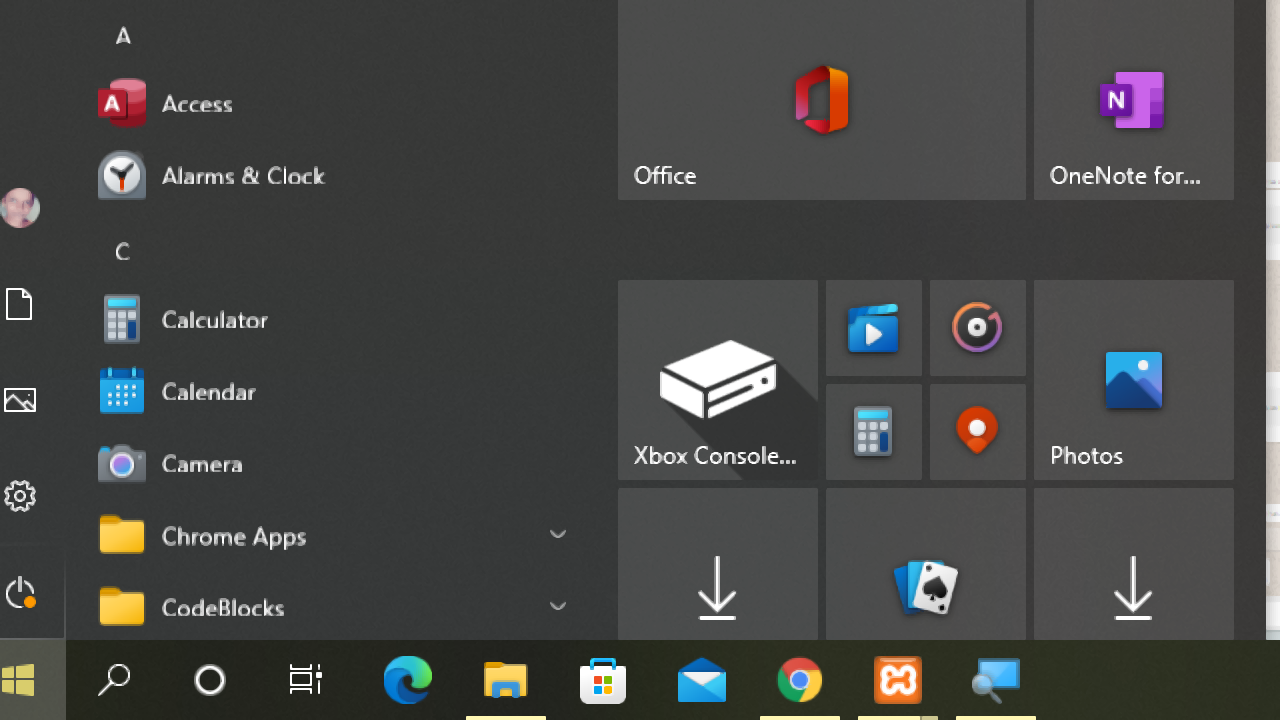 A
Access
Alarms & Clock
C
Calculator
Calendar
Camera
Chrome Apps
CodeBlocks
Office
N
OneNote for...
Xbox Console...
Photos